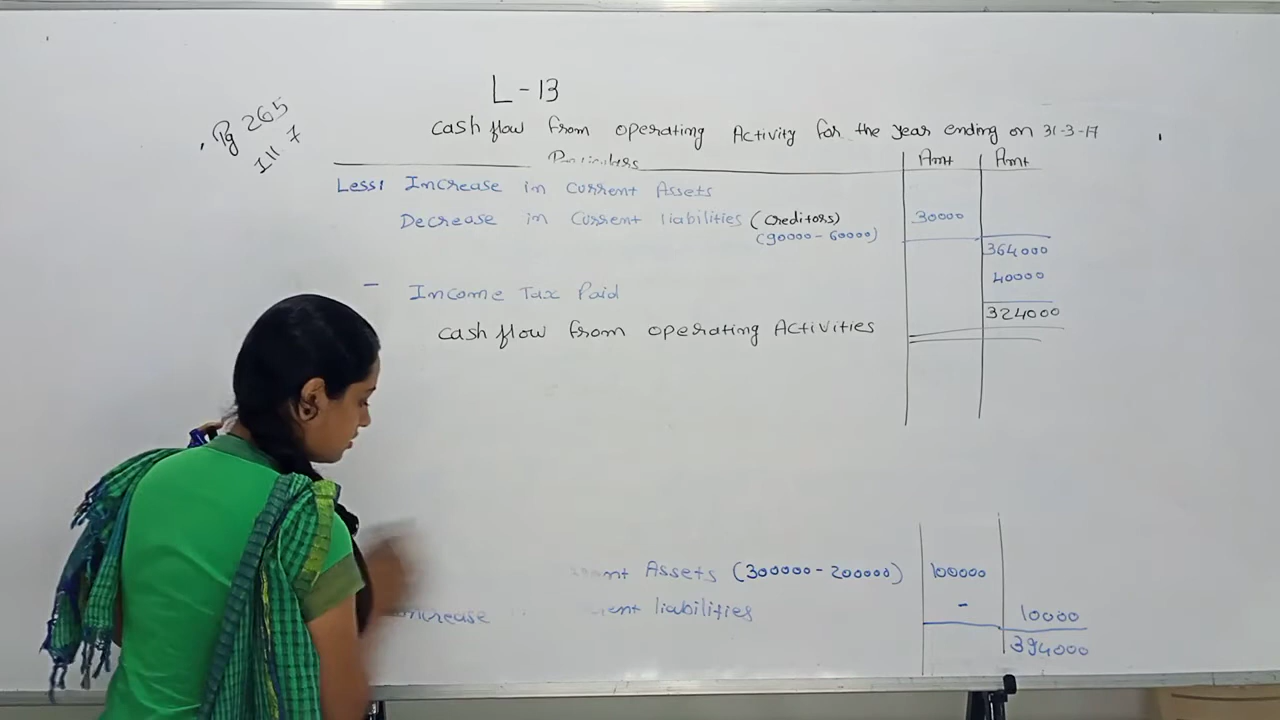 L - 13
Pg 265
Ill. 7
Cash flow from operating Activity for the year ending on 31-3-17
Particulars Amt Amt
Less: Increase in Current Assets
Decrease in Current liabilities (Creditors) 30000
(90000 - 60000)
364000
- Income Tax Paid 40000
Cash flow from operating Activities 324000
Assets (300000 - 200000) 100000
liabilities - 10000
394000